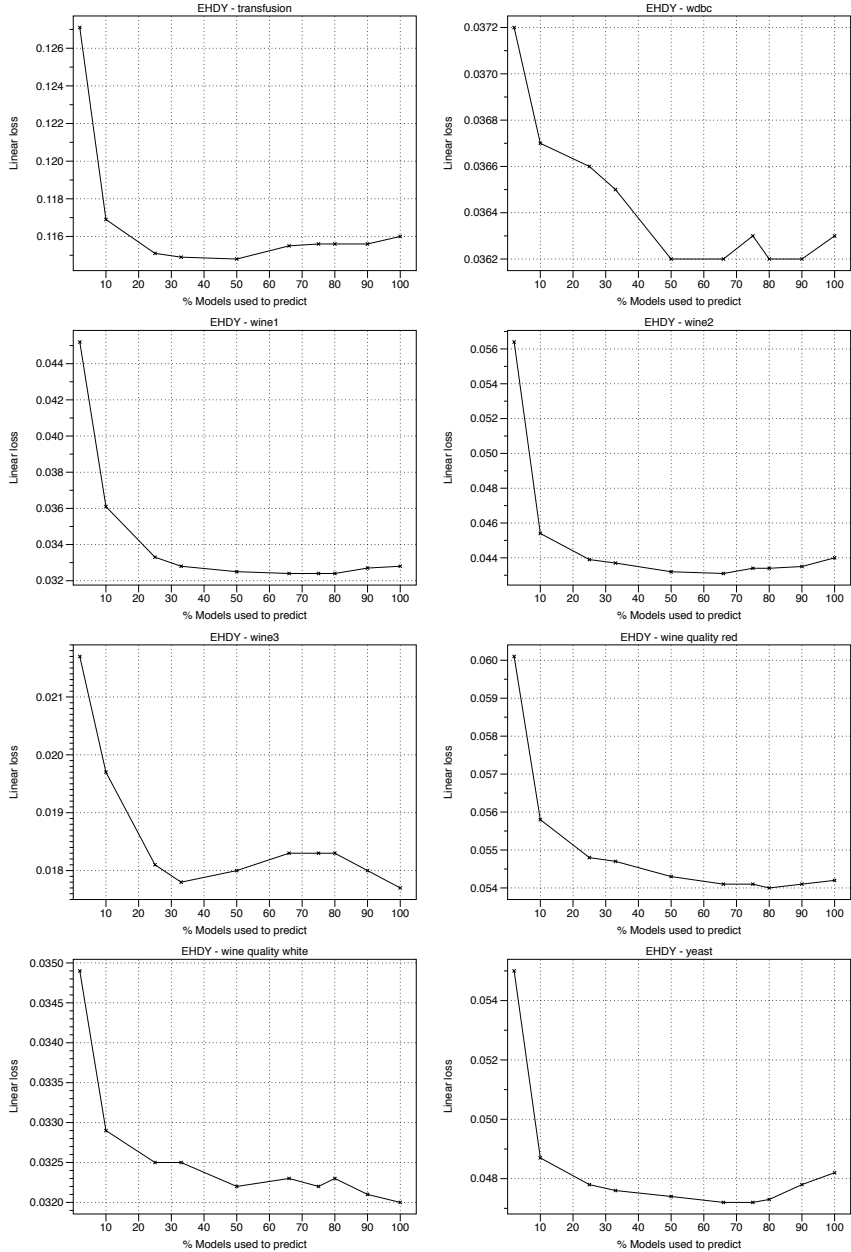 EHDY - transfusion
0.126
0.124
0.122
0.120
0.118
0.116
Linear loss
10 20 30 40 50 60 70 80 90 100
% Models used to predict
EHDY - wdbc
0.0372
0.0370
0.0368
0.0366
0.0364
0.0362
Linear loss
10 20 30 40 50 60 70 80 90 100
% Models used to predict
EHDY - wine1
0.044
0.042
0.040
0.038
0.036
0.034
0.032
Linear loss
10 20 30 40 50 60 70 80 90 100
% Models used to predict
EHDY - wine2
0.056
0.054
0.052
0.050
0.048
0.046
0.044
Linear loss
10 20 30 40 50 60 70 80 90 100
% Models used to predict
EHDY - wine3
0.021
0.020
0.019
0.018
Linear loss
10 20 30 40 50 60 70 80 90 100
% Models used to predict
EHDY - wine quality red
0.060
0.059
0.058
0.057
0.056
0.055
0.054
Linear loss
10 20 30 40 50 60 70 80 90 100
% Models used to predict
EHDY - wine quality white
0.0350
0.0345
0.0340
0.0335
0.0330
0.0325
0.0320
Linear loss
10 20 30 40 50 60 70 80 90 100
% Models used to predict
EHDY - yeast
0.054
0.052
0.050
0.048
Linear loss
10 20 30 40 50 60 70 80 90 100
% Models used to predict